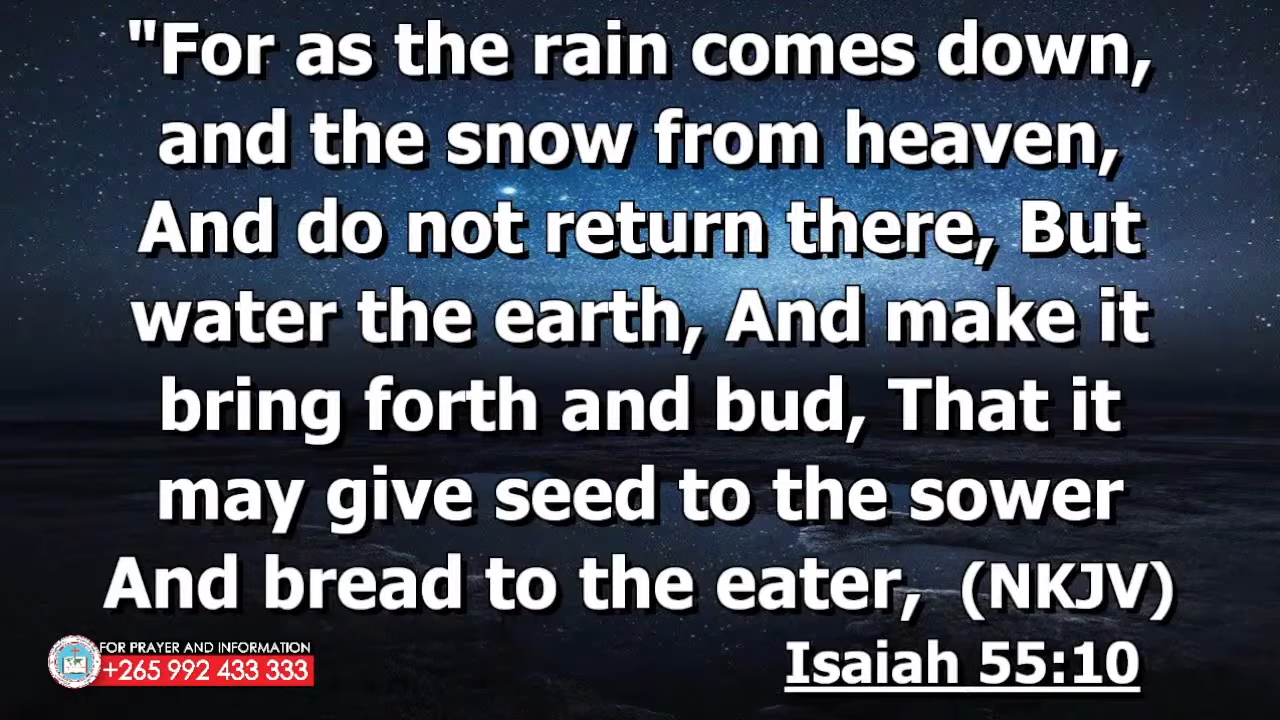 "For as the rain comes down,
and the snow from heaven,
And do not return there, But
water the earth, And make it
bring forth and bud, That it
may give seed to the sower
And bread to the eater, (NKJV)
Isaiah 55:10
FOR PRAYER AND INFORMATION
+265 992 433 333